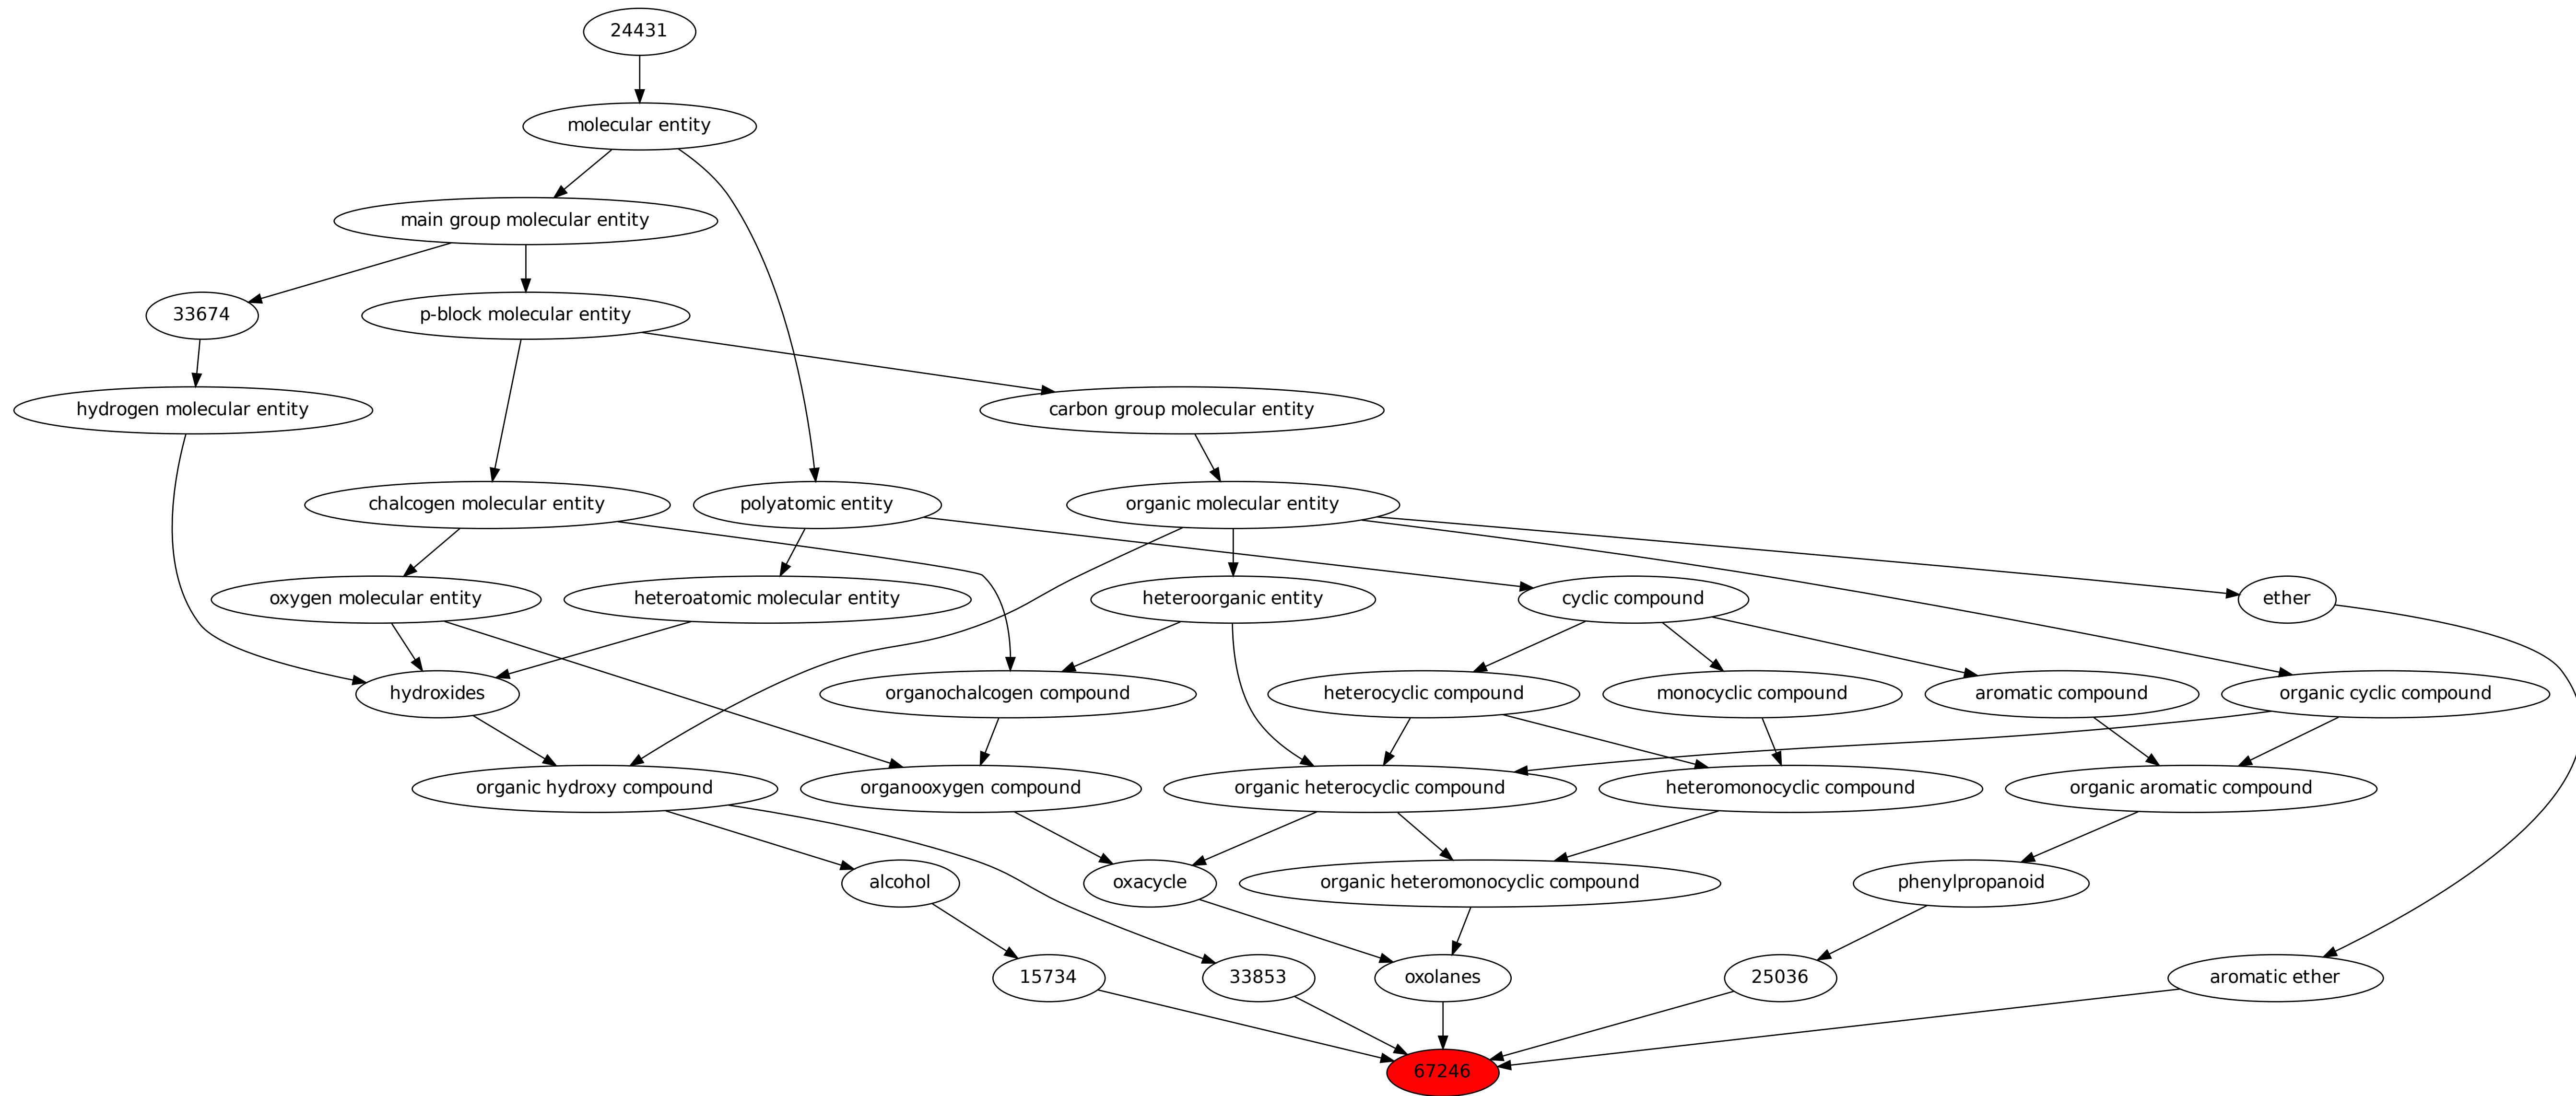 24431
molecular entity
main group molecular entity
33674
p-block molecular entity
hydrogen molecular entity
carbon group molecular entity
chalcogen molecular entity
polyatomic entity
organic molecular entity
oxygen molecular entity
heteroatomic molecular entity
heteroorganic entity
cyclic compound
ether
hydroxides
organochalcogen compound
heterocyclic compound
monocyclic compound
aromatic compound
organic cyclic compound
organic hydroxy compound
organooxygen compound
organic heterocyclic compound
heteromonocyclic compound
organic aromatic compound
alcohol
oxacycle
organic heteromonocyclic compound
phenylpropanoid
15734
33853
oxolanes
25036
aromatic ether
67246